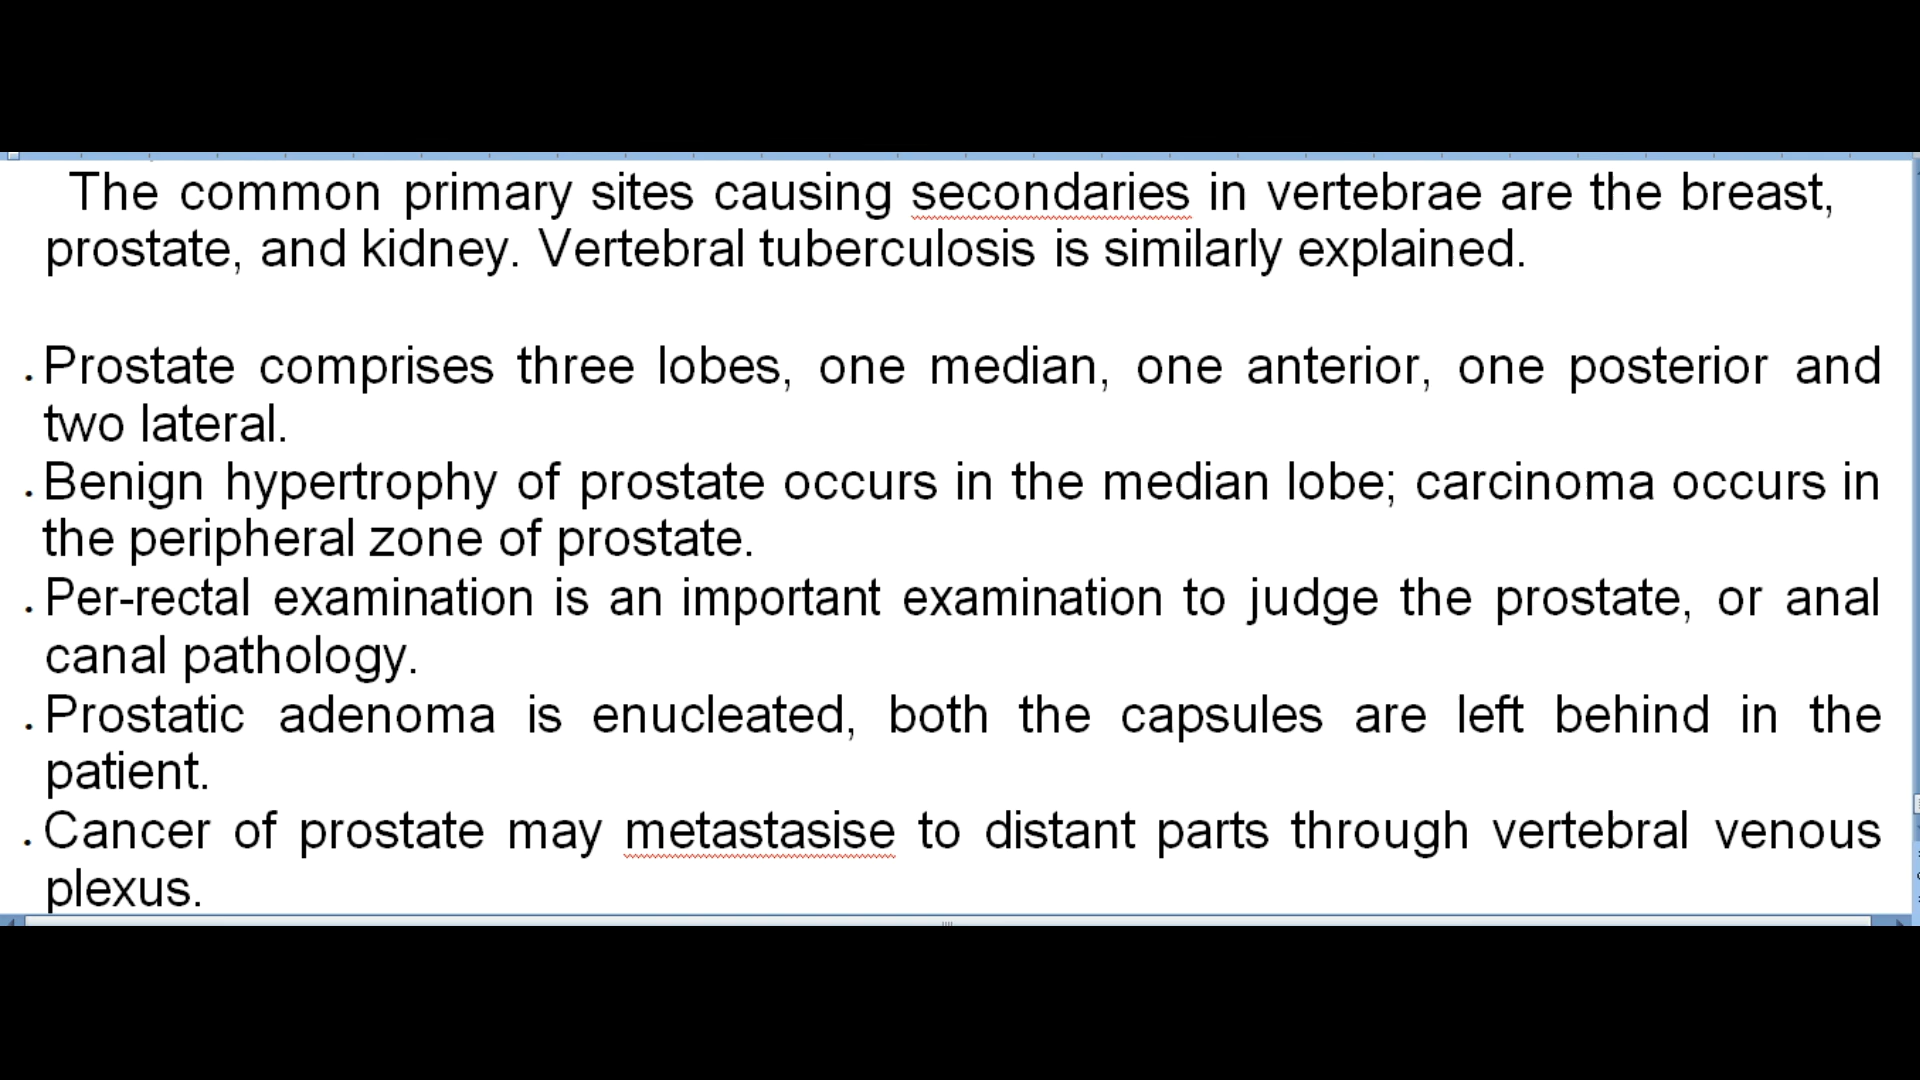 The common primary sites causing secondaries in vertebrae are the breast,
prostate, and kidney. Vertebral tuberculosis is similarly explained.
. Prostate comprises three lobes, one median, one anterior, one posterior and
two lateral.
. Benign hypertrophy of prostate occurs in the median lobe; carcinoma occurs in
the peripheral zone of prostate.
. Per-rectal examination is an important examination to judge the prostate, or anal
canal pathology.
. Prostatic adenoma is enucleated, both the capsules are left behind in the
patient.
. Cancer of prostate may metastasise to distant parts through vertebral venous
plexus.